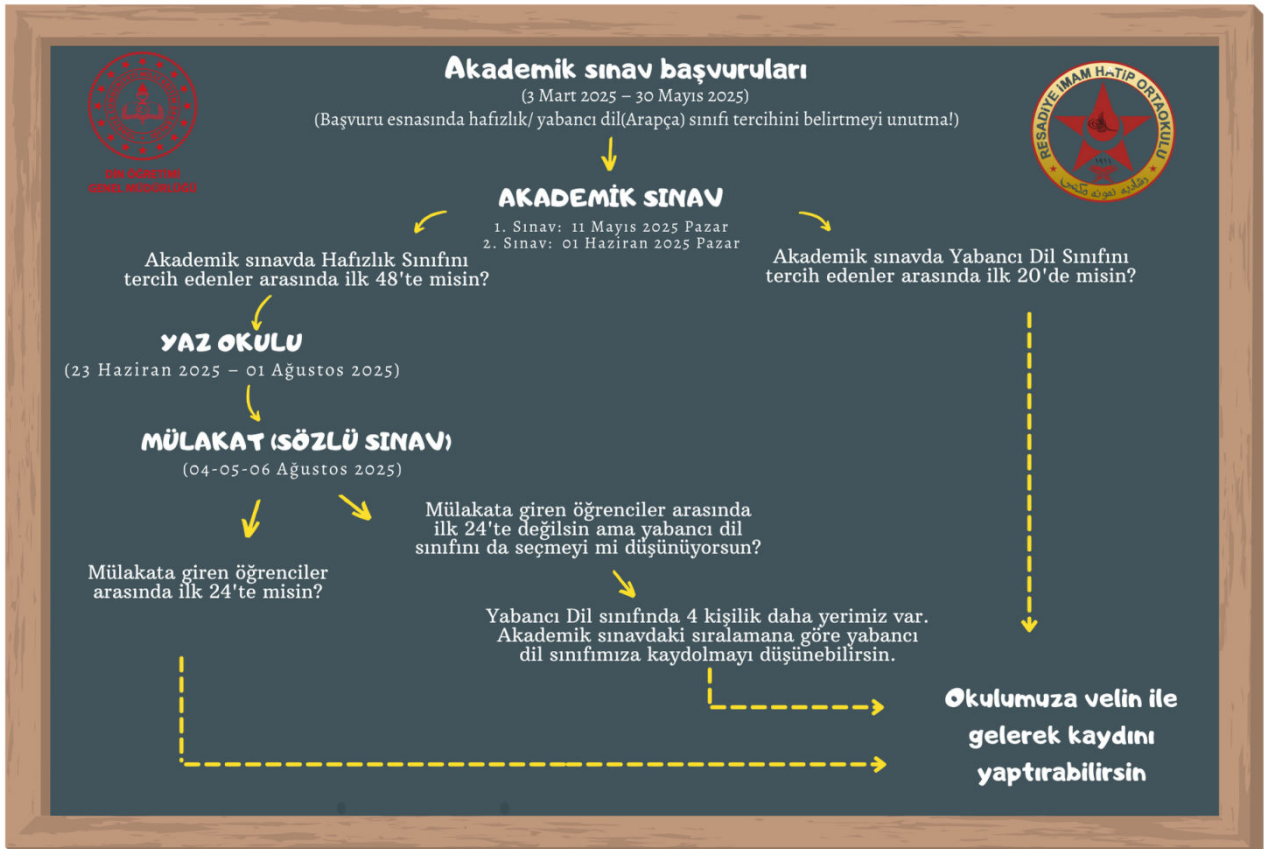 Akademik sınav başvuruları
(3 Mart 2025 – 30 Mayıs 2025)
(Başvuru esnasında hafızlık/ yabancı dil(Arapça) sınıfı tercihini belirtmeyi unutma!)
DİN ÖĞRETİMİ
GENEL MÜDÜRLÜĞÜ
REŞADİYE İMAM HATİP ORTAOKULU
١٩١١
رشادیه نمونه مكتبى
AKADEMİK SINAV
1. Sınav: 11 Mayıs 2025 Pazar
2. Sınav: 01 Haziran 2025 Pazar
Akademik sınavda Hafızlık Sınıfını
tercih edenler arasında ilk 48'te misin?
Akademik sınavda Yabancı Dil Sınıfını
tercih edenler arasında ilk 20'de misin?
YAZ OKULU
(23 Haziran 2025 – 01 Ağustos 2025)
MÜLAKAT (SÖZLÜ SINAV)
(04-05-06 Ağustos 2025)
Mülakata giren öğrenciler arasında
ilk 24'te değilsin ama yabancı dil
sınıfını da seçmeyi mi düşünüyorsun?
Mülakata giren öğrenciler
arasında ilk 24'te misin?
Yabancı Dil sınıfında 4 kişilik daha yerimiz var.
Akademik sınavdaki sıralamana göre yabancı
dil sınıfımıza kaydolmayı düşünebilirsin.
Okulumuza velin ile
gelerek kaydını
yaptırabilirsin